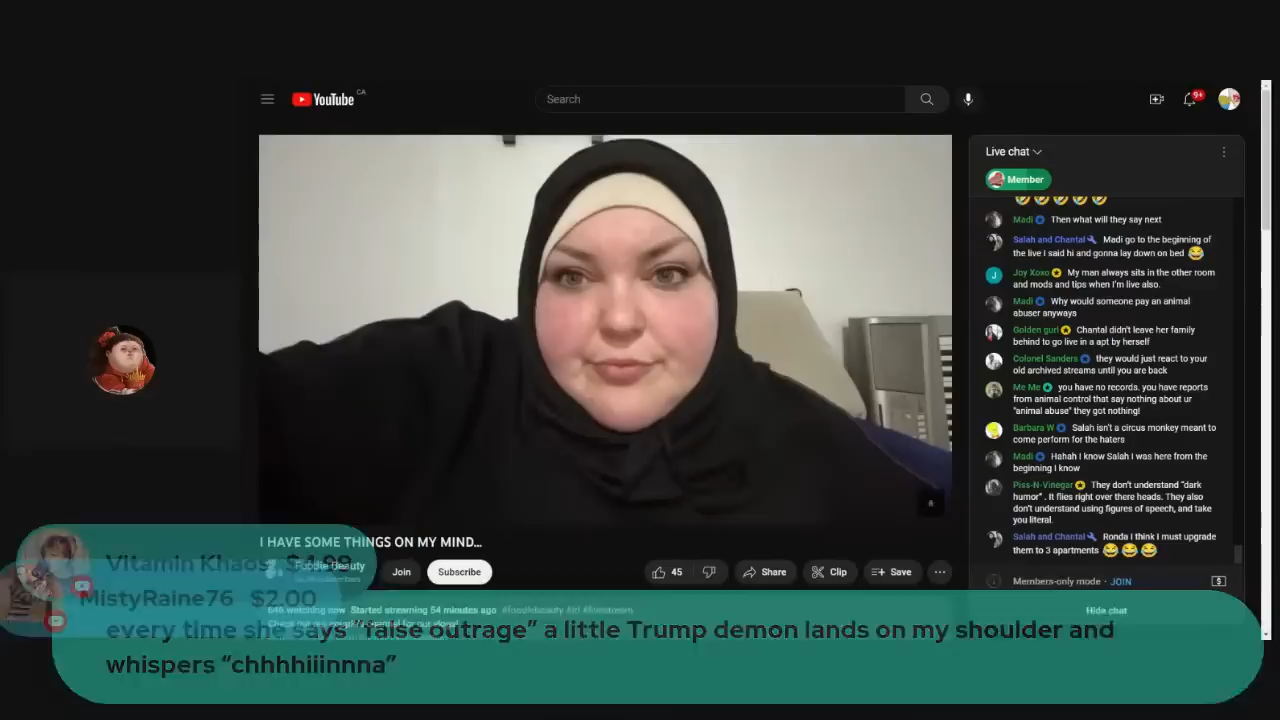 YouTube CA
Search
9+
Live chat
Member
Madi Then what will they say next
Salah and Chantal Madi go to the beginning of
the live i said hi and gonna lay down on bed 😂
J
Joy Xoxo My man always sits in the other room
and mods and tips when I'm live also.
Madi Why would someone pay an animal
abuser anyways
Golden gurl Chantal didn't leave her family
behind to go live in a apt by herself
Colonel Sanders they would just react to your
old archived streams until you are back
Me Me you have no records. you have reports
from animal control that say nothing about ur
"animal abuse" they got nothing!
Barbara W Salah isn't a circus monkey meant to
come perform for the haters
Madi Hahah I know Salah I was here from the
beginning I know
Piss-N-Vinegar They don't understand "dark
humor" . It flies right over there heads. They also
don't understand using figures of speech, and take
you literal.
Salah and Chantal Ronda I think I must upgrade
them to 3 apartments 😂😂😂
Members-only mode · JOIN
Hide chat
I HAVE SOME THINGS ON MY MIND...
Foodie Beauty
Join
Subscribe
45
Share
Clip
Save
watching now Started streaming 54 minutes ago #foodiebeauty
Vitamin Khaos $4.99
MistyRaine76 $2.00
every time she says "false outrage" a little Trump demon lands on my shoulder and
whispers "chhhhiiinnna"